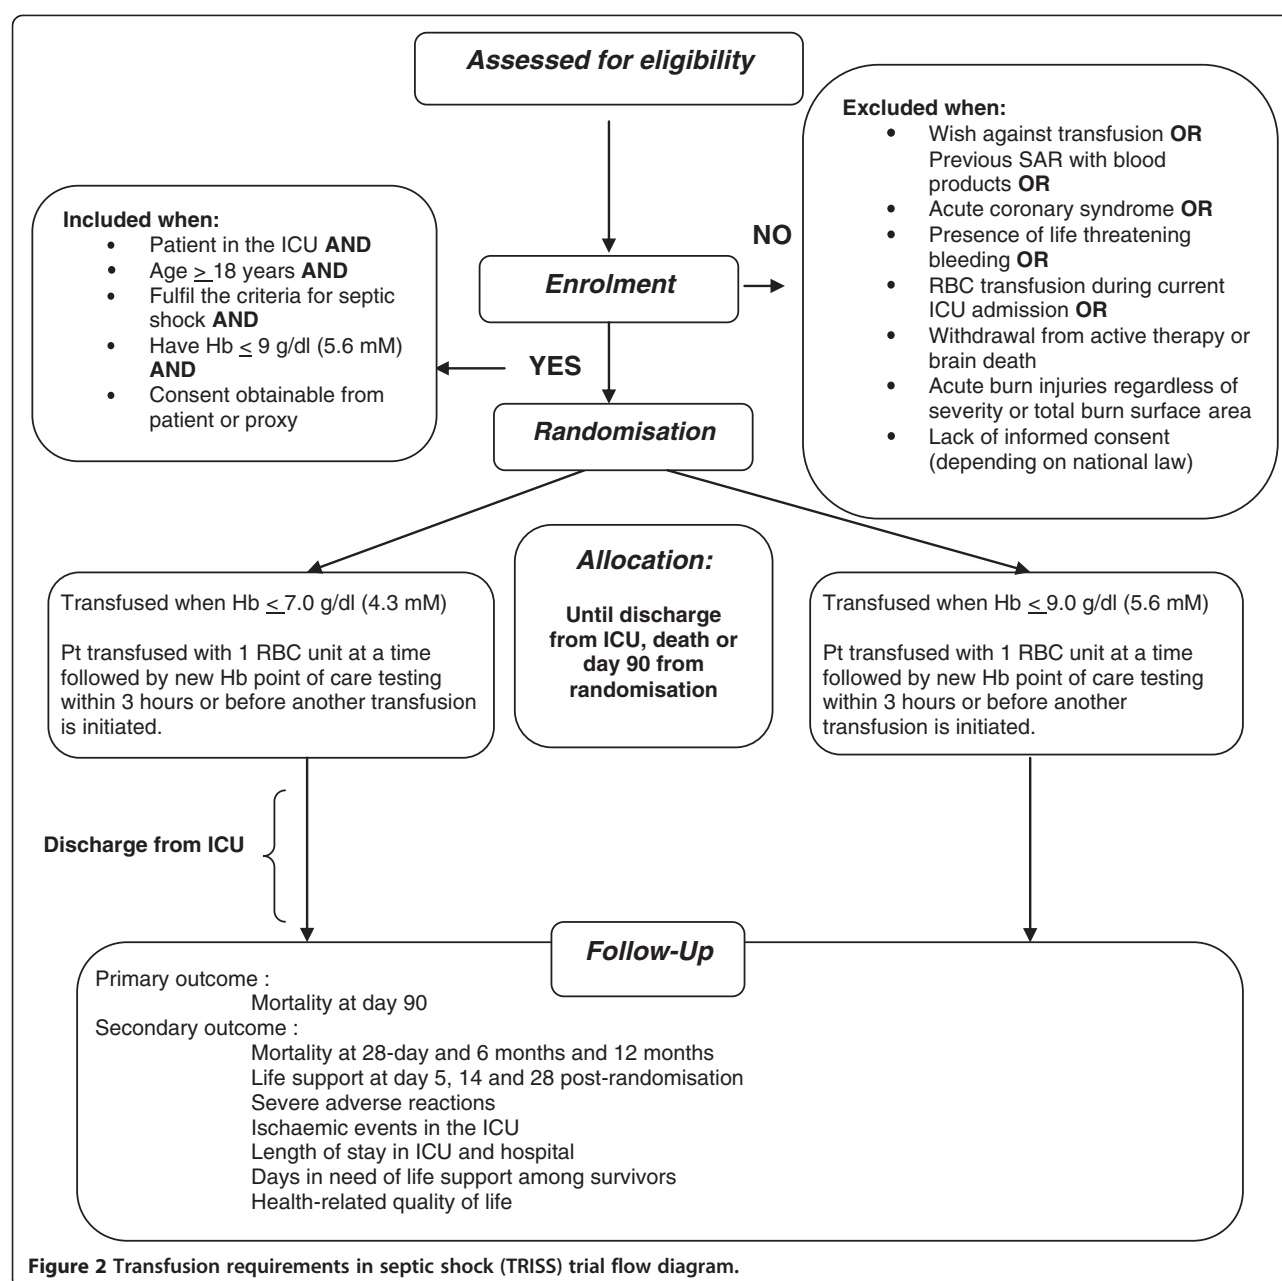 Assessed for eligibility
Excluded when:
• Wish against transfusion OR
Previous SAR with blood
products OR
• Acute coronary syndrome OR
• Presence of life threatening
bleeding OR
• RBC transfusion during current
ICU admission OR
• Withdrawal from active therapy or
brain death
• Acute burn injuries regardless of
severity or total burn surface area
• Lack of informed consent
(depending on national law)
Included when:
• Patient in the ICU AND
• Age ≥ 18 years AND
• Fulfil the criteria for septic
shock AND
• Have Hb ≤ 9 g/dl (5.6 mM)
AND
• Consent obtainable from
patient or proxy
NO
Enrolment
YES
Randomisation
Transfused when Hb ≤ 7.0 g/dl (4.3 mM)
Pt transfused with 1 RBC unit at a time
followed by new Hb point of care testing
within 3 hours or before another transfusion
is initiated.
Allocation:
Until discharge
from ICU, death or
day 90 from
randomisation
Transfused when Hb ≤ 9.0 g/dl (5.6 mM)
Pt transfused with 1 RBC unit at a time
followed by new Hb point of care testing
within 3 hours or before another
transfusion is initiated.
Discharge from ICU
Follow-Up
Primary outcome :
Mortality at day 90
Secondary outcome :
Mortality at 28-day and 6 months and 12 months
Life support at day 5, 14 and 28 post-randomisation
Severe adverse reactions
Ischaemic events in the ICU
Length of stay in ICU and hospital
Days in need of life support among survivors
Health-related quality of life
Figure 2 Transfusion requirements in septic shock (TRISS) trial flow diagram.